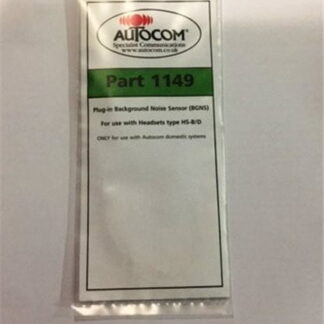 AUTOCOM®
Specialist Communications
www.autocom.co.uk
Part 1149
Plug-in Background Noise Sensor (BGNS)
For use with Headsets type HS-B/D
ONLY for use with Autocom domestic systems